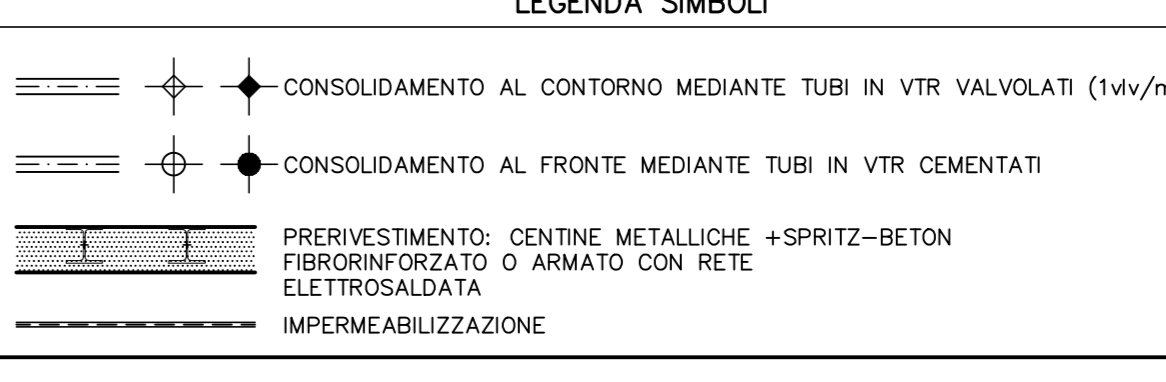 LEGENDA SIMBOLI
CONSOLIDAMENTO AL CONTORNO MEDIANTE TUBI IN VTR VALVOLATI (1vlv/m
CONSOLIDAMENTO AL FRONTE MEDIANTE TUBI IN VTR CEMENTATI
PRERIVESTIMENTO: CENTINE METALLICHE +SPRITZ-BETON
FIBRORINFORZATO O ARMATO CON RETE
ELETTROSALDATA
IMPERMEABILIZZAZIONE